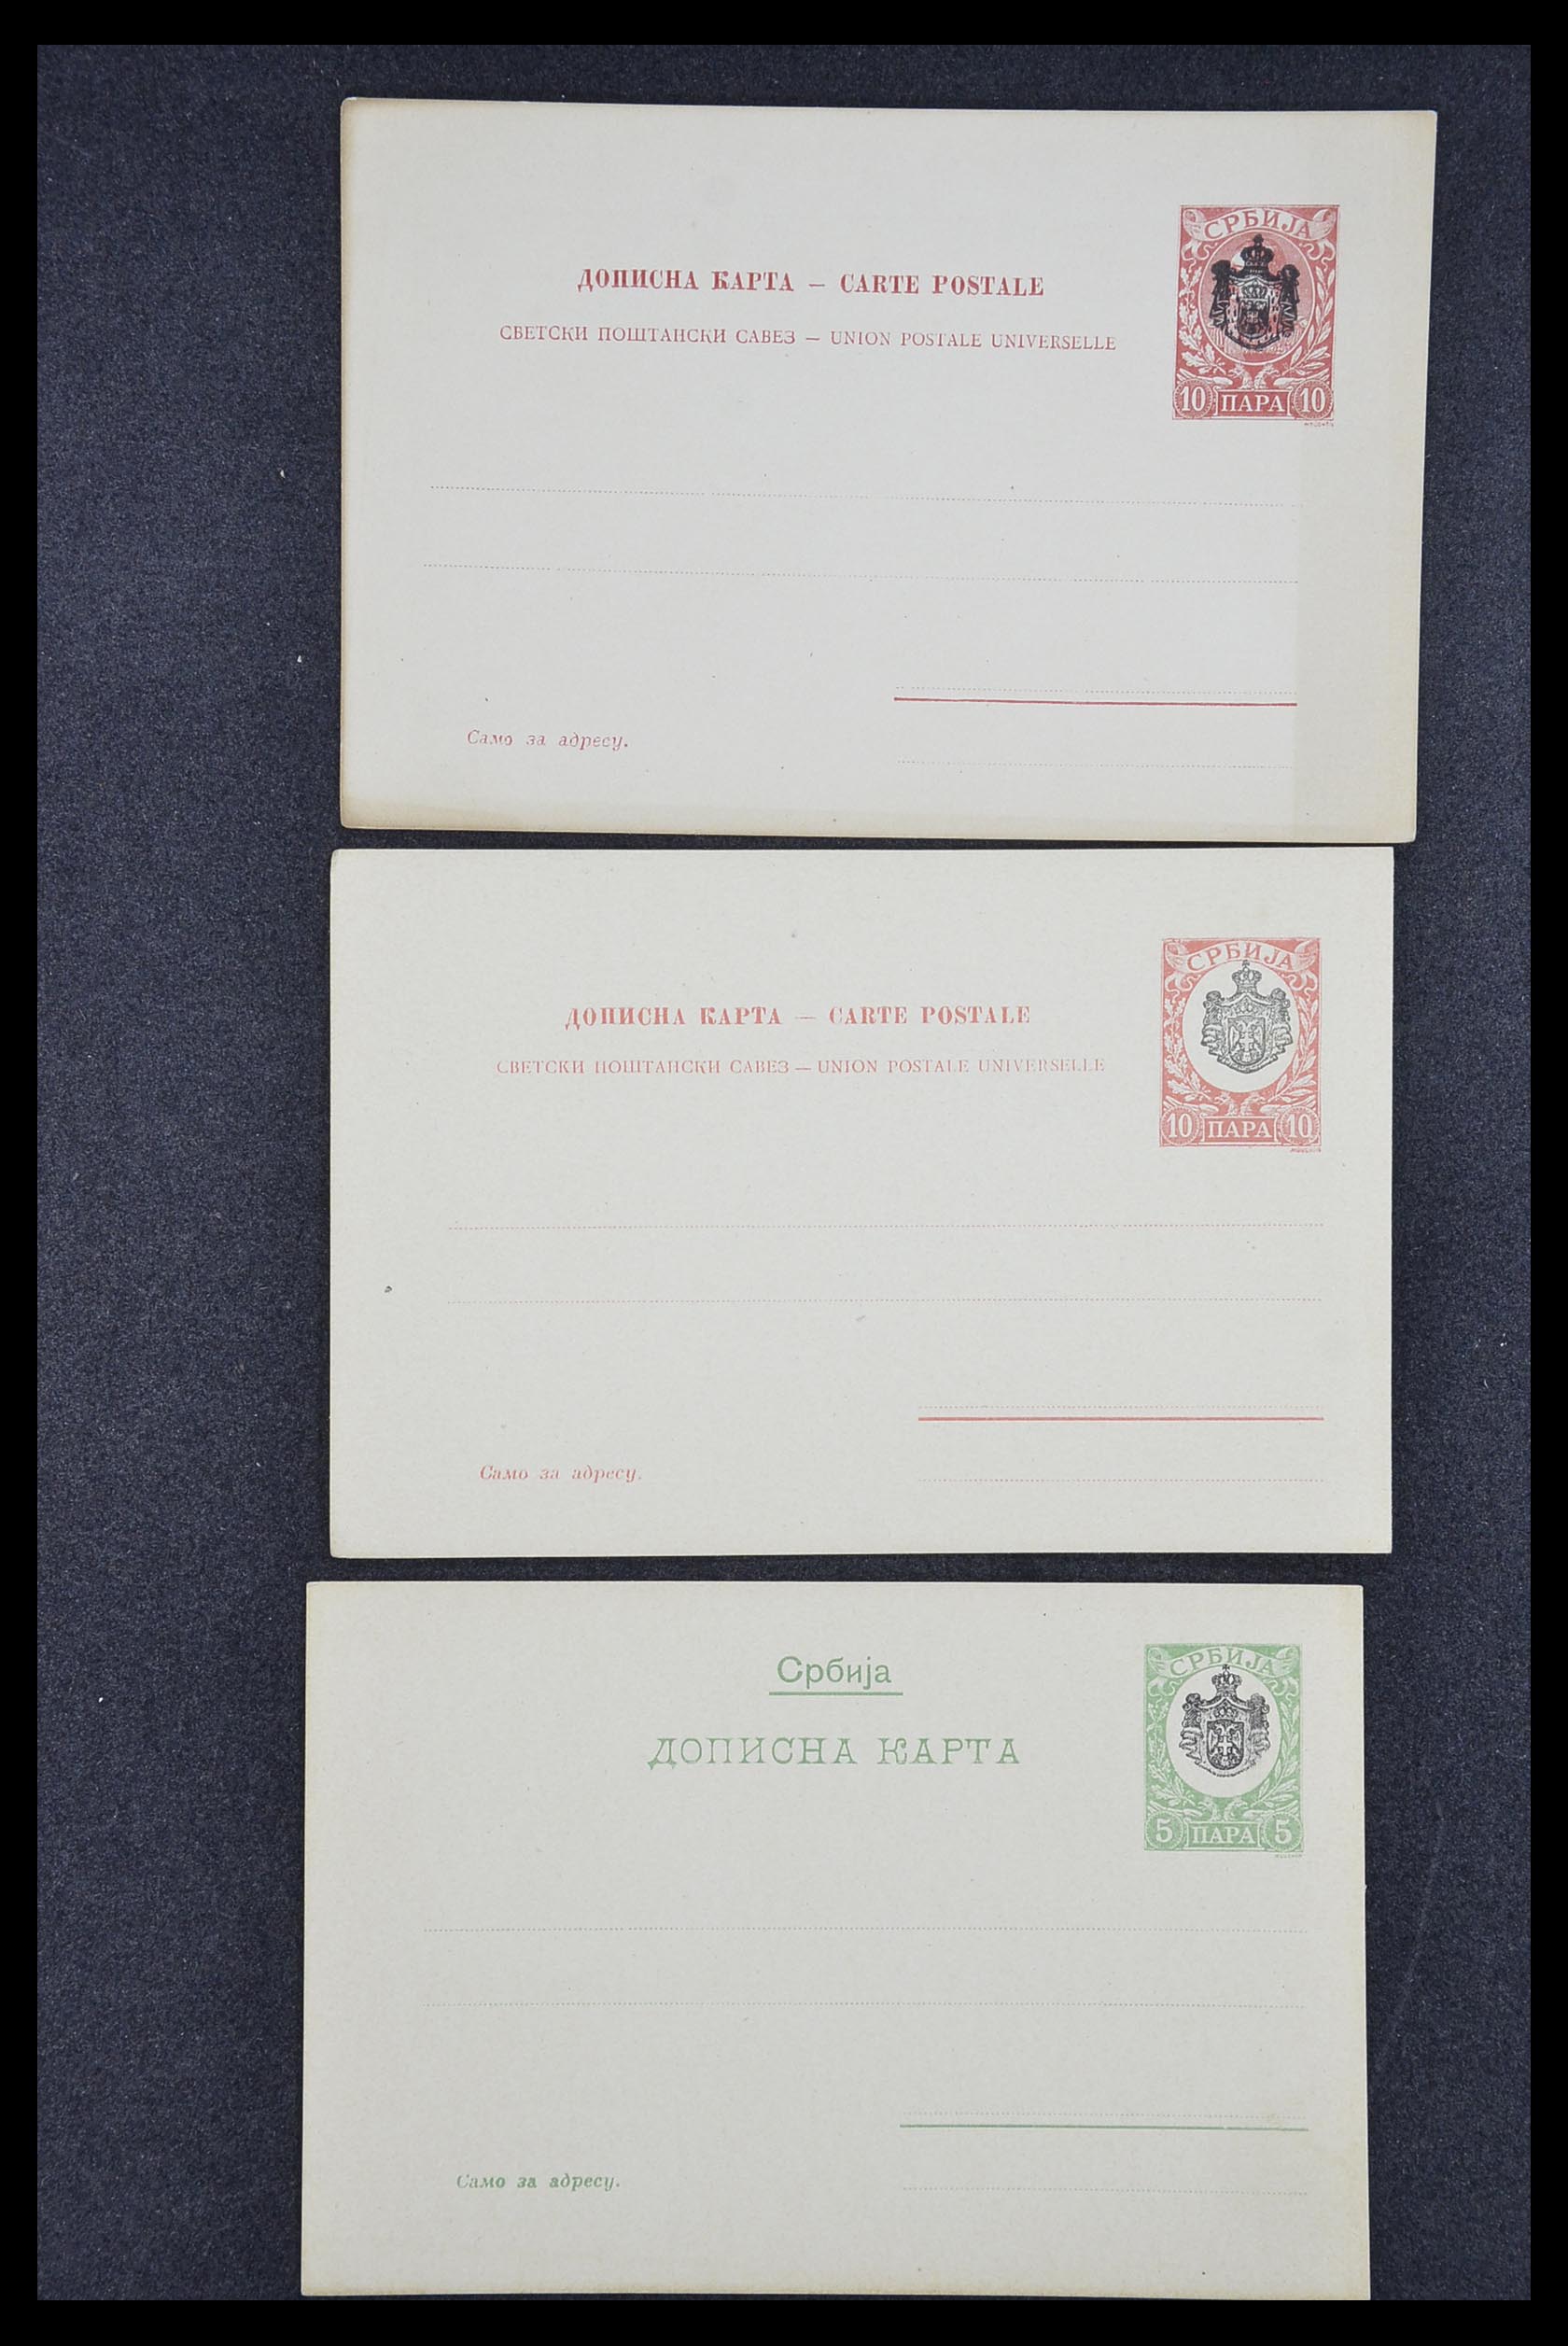 СРБИЈА
ДОПИСНА КАРТА — CARTE POSTALE
СВЕТСКИ ПОШТАНСКИ САВЕЗ — UNION POSTALE UNIVERSELLE
10 ПАРА 10
Само за адресу.
СРБИЈА
ДОПИСНА КАРТА — CARTE POSTALE
СВЕТСКИ ПОШТАНСКИ САВЕЗ — UNION POSTALE UNIVERSELLE
10 ПАРА 10
Само за адресу.
СРБИЈА
Србија
ДОПИСНА КАРТА
5 ПАРА 5
Само за адресу.